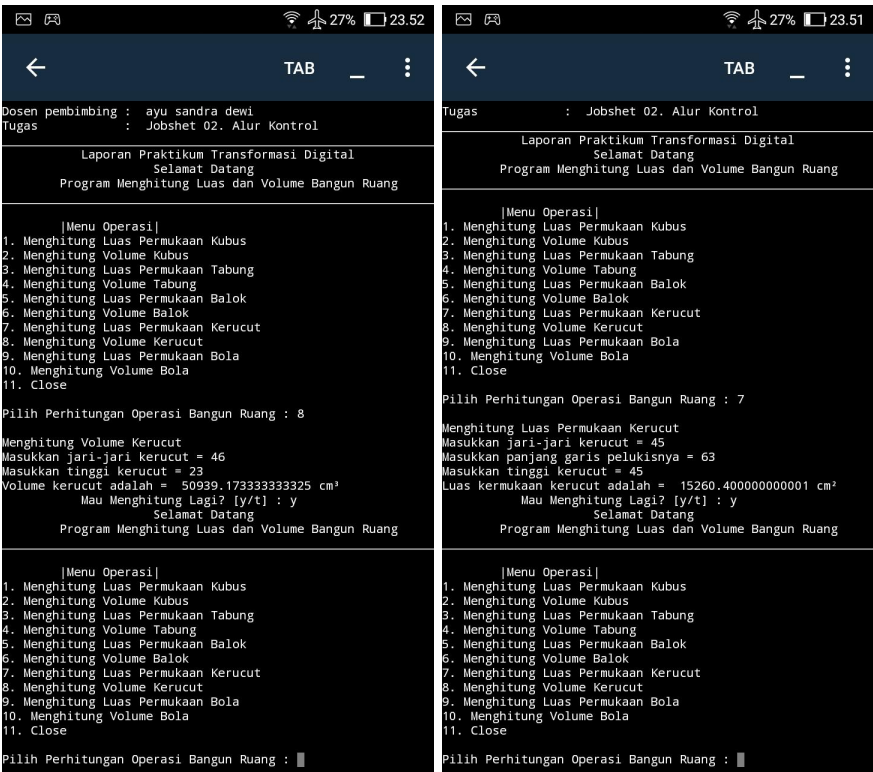 27% 23.52
TAB
Dosen pembimbing : ayu sandra dewi
Tugas : Jobshet 02. Alur Kontrol
Laporan Praktikum Transformasi Digital
Selamat Datang
Program Menghitung Luas dan Volume Bangun Ruang
|Menu Operasi|
1. Menghitung Luas Permukaan Kubus
2. Menghitung Volume Kubus
3. Menghitung Luas Permukaan Tabung
4. Menghitung Volume Tabung
5. Menghitung Luas Permukaan Balok
6. Menghitung Volume Balok
7. Menghitung Luas Permukaan Kerucut
8. Menghitung Volume Kerucut
9. Menghitung Luas Permukaan Bola
10. Menghitung Volume Bola
11. Close
Pilih Perhitungan Operasi Bangun Ruang : 8
Menghitung Volume Kerucut
Masukkan jari-jari kerucut = 46
Masukkan tinggi kerucut = 23
Volume kerucut adalah = 50939.173333333325 cm³
Mau Menghitung Lagi? [y/t] : y
Selamat Datang
Program Menghitung Luas dan Volume Bangun Ruang
|Menu Operasi|
1. Menghitung Luas Permukaan Kubus
2. Menghitung Volume Kubus
3. Menghitung Luas Permukaan Tabung
4. Menghitung Volume Tabung
5. Menghitung Luas Permukaan Balok
6. Menghitung Volume Balok
7. Menghitung Luas Permukaan Kerucut
8. Menghitung Volume Kerucut
9. Menghitung Luas Permukaan Bola
10. Menghitung Volume Bola
11. Close
Pilih Perhitungan Operasi Bangun Ruang :
27% 23.51
TAB
Tugas : Jobshet 02. Alur Kontrol
Laporan Praktikum Transformasi Digital
Selamat Datang
Program Menghitung Luas dan Volume Bangun Ruang
|Menu Operasi|
1. Menghitung Luas Permukaan Kubus
2. Menghitung Volume Kubus
3. Menghitung Luas Permukaan Tabung
4. Menghitung Volume Tabung
5. Menghitung Luas Permukaan Balok
6. Menghitung Volume Balok
7. Menghitung Luas Permukaan Kerucut
8. Menghitung Volume Kerucut
9. Menghitung Luas Permukaan Bola
10. Menghitung Volume Bola
11. Close
Pilih Perhitungan Operasi Bangun Ruang : 7
Menghitung Luas Permukaan Kerucut
Masukkan jari-jari kerucut = 45
Masukkan panjang garis pelukisnya = 63
Masukkan tinggi kerucut = 45
Luas kermukaan kerucut adalah = 15260.400000000001 cm²
Mau Menghitung Lagi? [y/t] : y
Selamat Datang
Program Menghitung Luas dan Volume Bangun Ruang
|Menu Operasi|
1. Menghitung Luas Permukaan Kubus
2. Menghitung Volume Kubus
3. Menghitung Luas Permukaan Tabung
4. Menghitung Volume Tabung
5. Menghitung Luas Permukaan Balok
6. Menghitung Volume Balok
7. Menghitung Luas Permukaan Kerucut
8. Menghitung Volume Kerucut
9. Menghitung Luas Permukaan Bola
10. Menghitung Volume Bola
11. Close
Pilih Perhitungan Operasi Bangun Ruang :